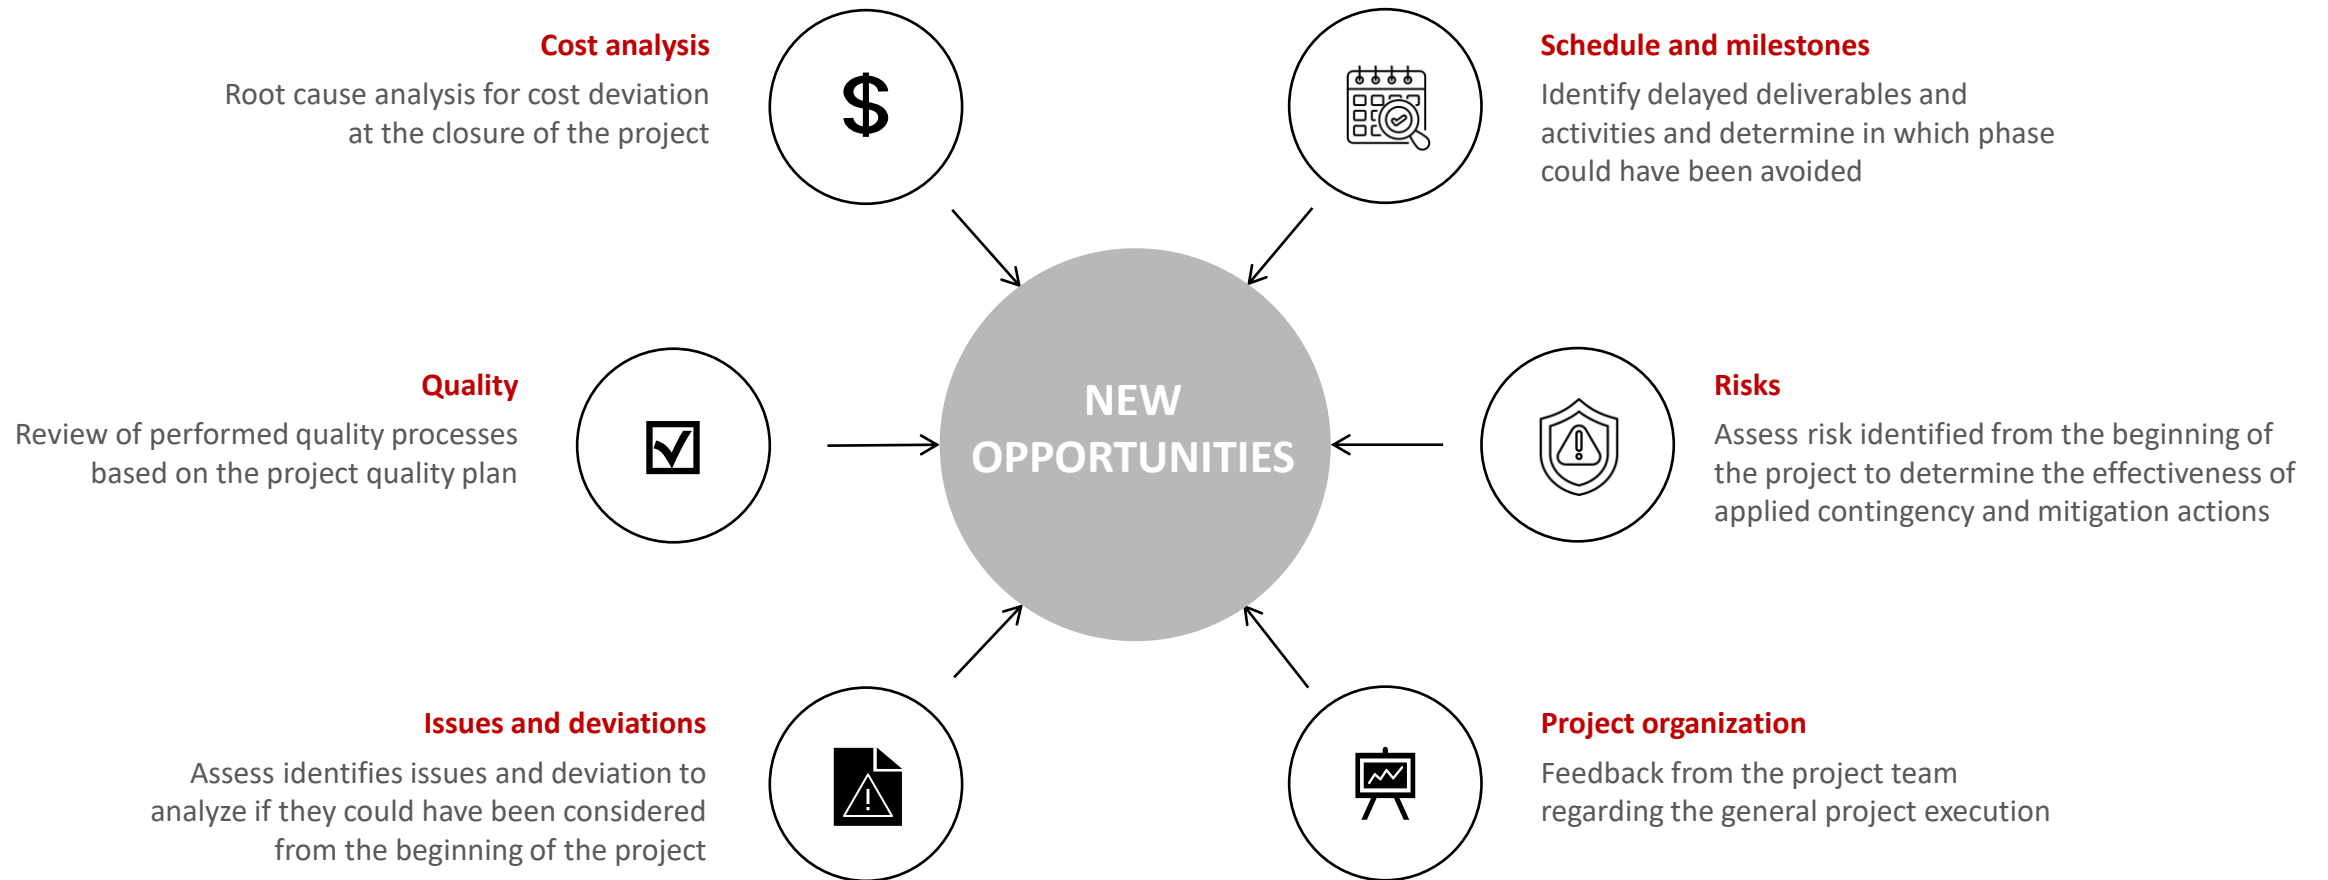 Cost analysis
Root cause analysis for cost deviation
at the closure of the project
$
Schedule and milestones
Identify delayed deliverables and
activities and determine in which phase
could have been avoided
Quality
Review of performed quality processes
based on the project quality plan
NEW
OPPORTUNITIES
Risks
Assess risk identified from the beginning of
the project to determine the effectiveness of
applied contingency and mitigation actions
Issues and deviations
Assess identifies issues and deviation to
analyze if they could have been considered
from the beginning of the project
Project organization
Feedback from the project team
regarding the general project execution